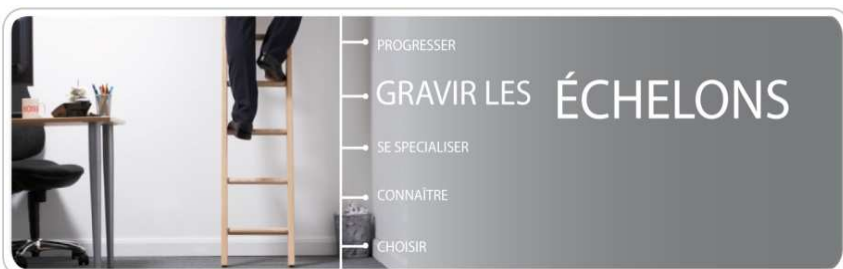 PROGRESSER
GRAVIR LES ÉCHELONS
SE SPECIALISER
CONNAÎTRE
CHOISIR